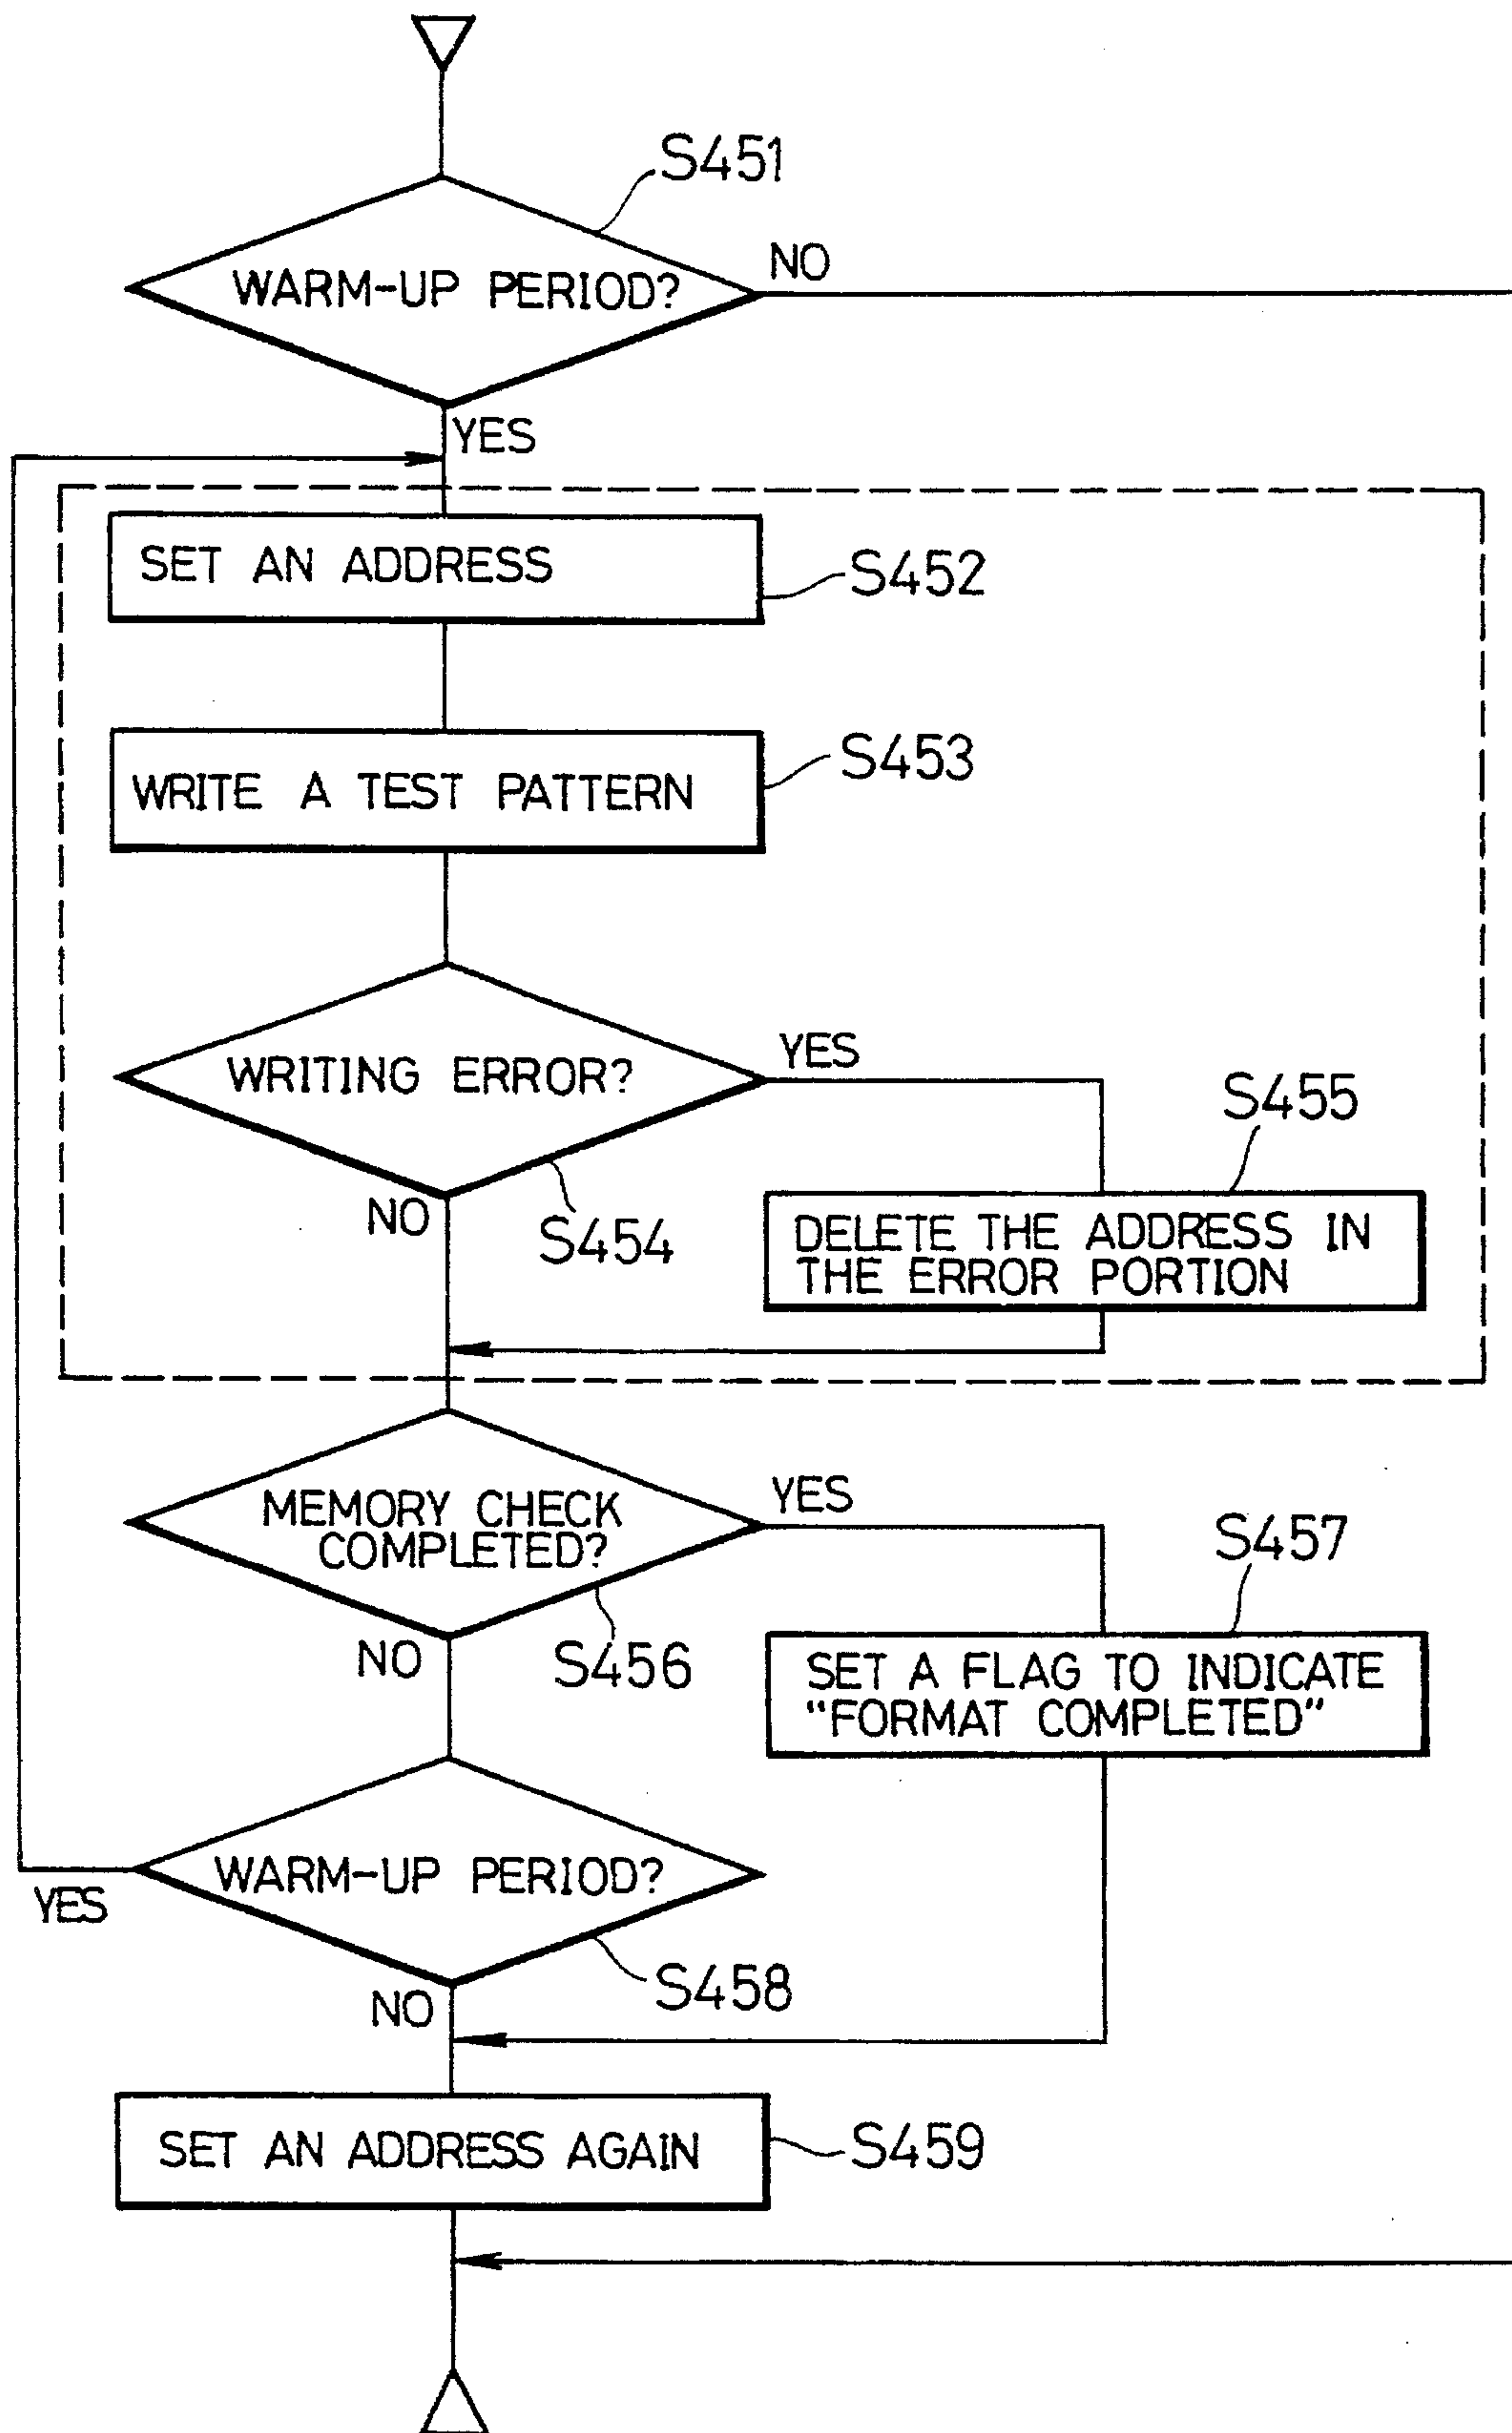 S451
WARM-UP PERIOD?
NO
YES
SET AN ADDRESS
S452
WRITE A TEST PATTERN
S453
WRITING ERROR?
YES
S455
NO
S454
DELETE THE ADDRESS IN
THE ERROR PORTION
MEMORY CHECK
COMPLETED?
YES
S457
NO
S456
SET A FLAG TO INDICATE
"FORMAT COMPLETED"
WARM-UP PERIOD?
YES
NO
S458
SET AN ADDRESS AGAIN
S459